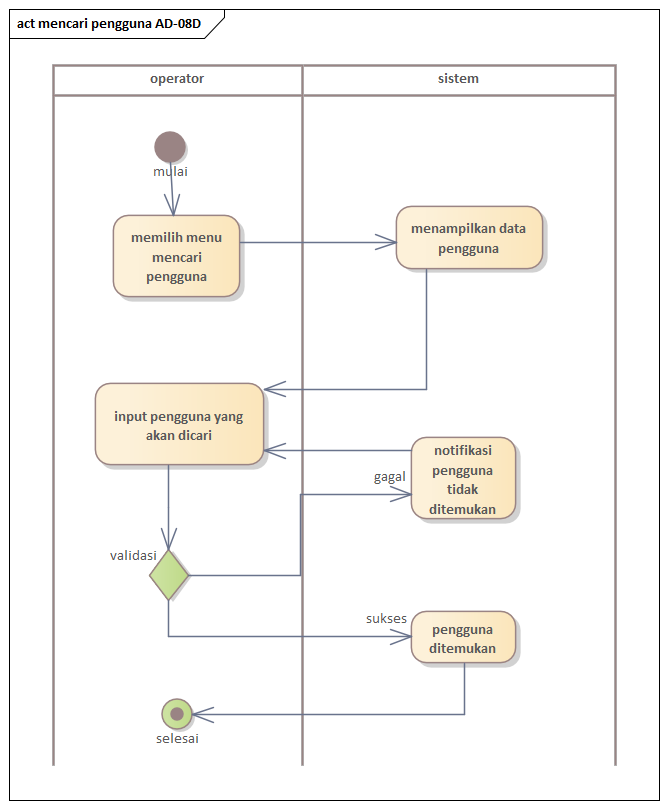 act mencari pengguna AD-08D
operator
sistem
mulai
memilih menu
mencari
pengguna
menampilkan data
pengguna
input pengguna yang
akan dicari
notifikasi
pengguna
tidak
ditemukan
gagal
validasi
sukses
pengguna
ditemukan
selesai